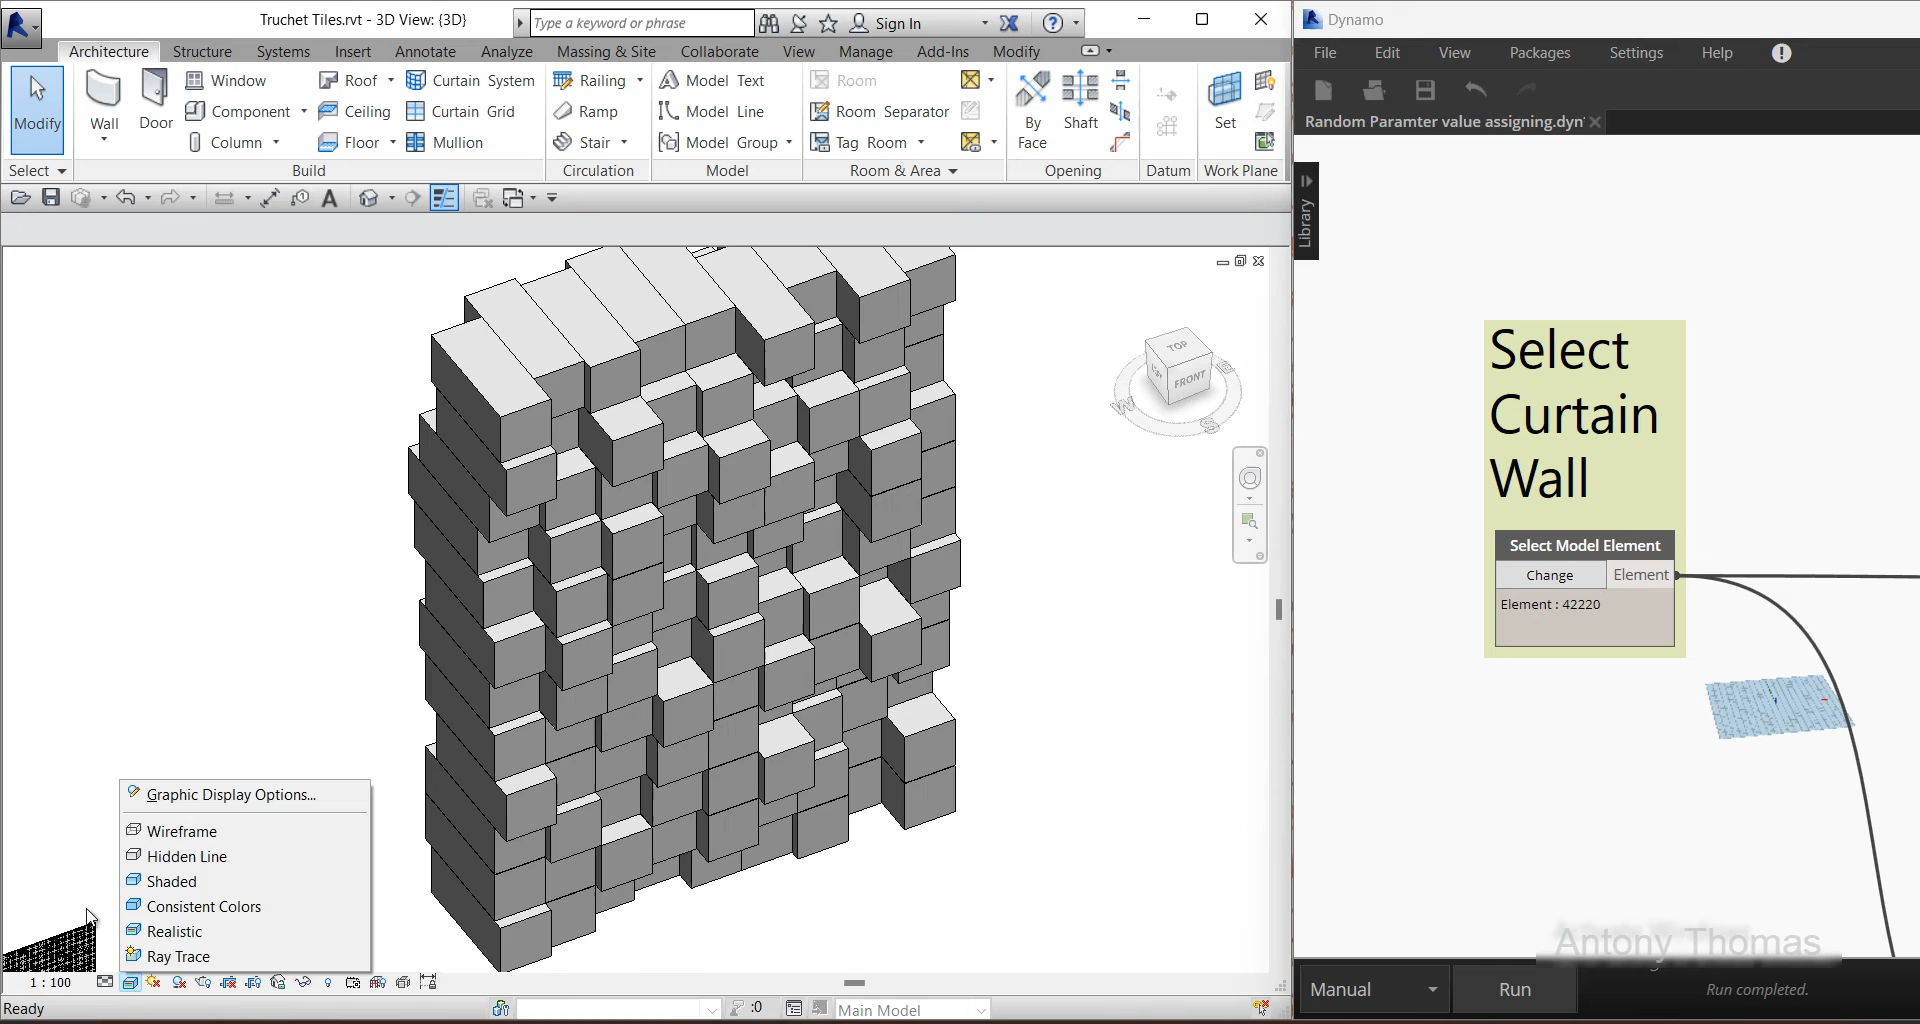 Truchet Tiles.rvt - 3D View: {3D}
Type a keyword or phrase
Sign In
Architecture Structure Systems Insert Annotate Analyze Massing & Site Collaborate View Manage Add-Ins Modify
Modify
Wall
Door
Window
Component
Column
Roof
Ceiling
Floor
Curtain System
Curtain Grid
Mullion
Railing
Ramp
Stair
Model Text
Model Line
Model Group
Room
Room Separator
Tag Room
By
Face
Shaft
Set
Select
Build
Circulation
Model
Room & Area
Opening
Datum
Work Plane
TOP
FRONT
W
S
Graphic Display Options...
Wireframe
Hidden Line
Shaded
Consistent Colors
Realistic
Ray Trace
1 : 100
Ready
:0
Main Model
Dynamo
File Edit View Packages Settings Help
Random Paramter value assigning.dyn*
Library
Select
Curtain
Wall
Select Model Element
Change
Element
Element : 42220
Antony Thomas
Manual
Run
Run completed.